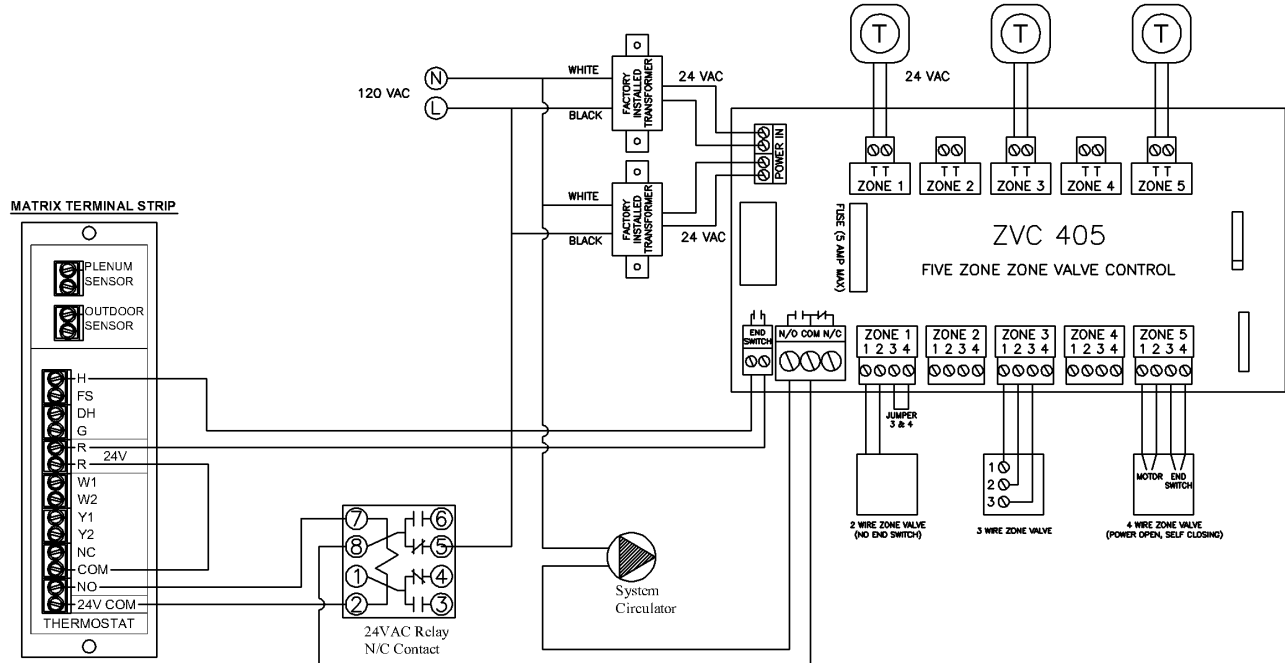 120 VAC
N
L
WHITE
BLACK
FACTORY
INSTALLED
TRANSFORMER
24 VAC
WHITE
BLACK
FACTORY
INSTALLED
TRANSFORMER
24 VAC
POWER IN
T
T
T
24 VAC
T T
ZONE 1
T T
ZONE 2
T T
ZONE 3
T T
ZONE 4
T T
ZONE 5
FUSE (5 AMP MAX)
ZVC 405
FIVE ZONE ZONE VALVE CONTROL
END
SWITCH
N/O COM N/C
ZONE 1
1 2 3 4
ZONE 2
1 2 3 4
ZONE 3
1 2 3 4
ZONE 4
1 2 3 4
ZONE 5
1 2 3 4
JUMPER
3 & 4
2 WIRE ZONE VALVE
(NO END SWITCH)
1
2
3
3 WIRE ZONE VALVE
MOTOR
END
SWITCH
4 WIRE ZONE VALVE
(POWER OPEN, SELF CLOSING)
MATRIX TERMINAL STRIP
PLENUM
SENSOR
OUTDOOR
SENSOR
H
FS
DH
G
R
24V
R
W1
W2
Y1
Y2
NC
COM
NO
24V COM
THERMOSTAT
7
6
8
5
1
4
2
3
24VAC Relay
N/C Contact
System
Circulator